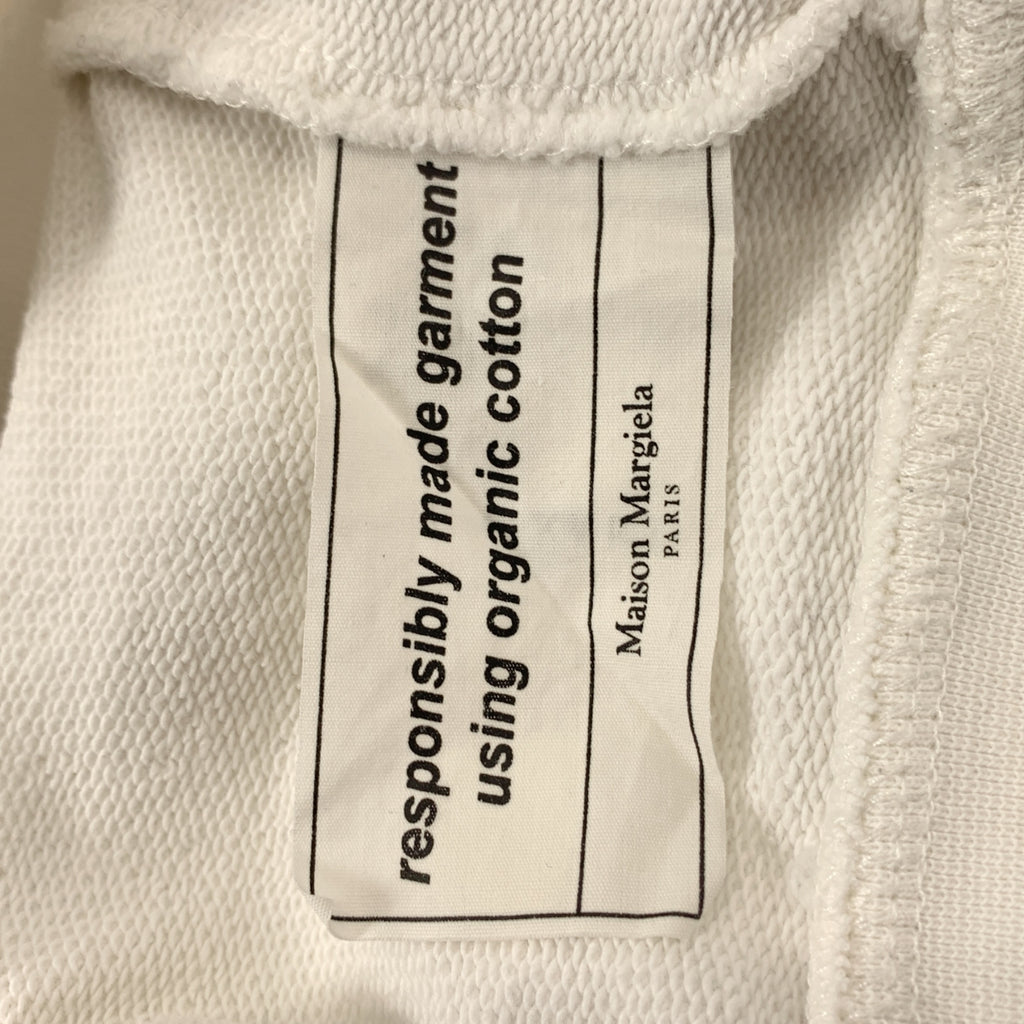 responsibly made garment
using organic cotton
Maison Margiela
PARIS